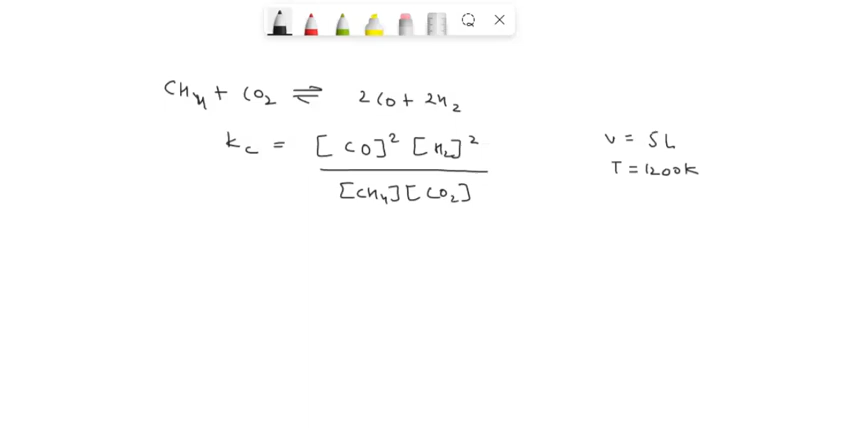 CH₄ + CO₂ ⇌ 2CO + 2H₂
Kc = [CO]² [H₂]² / [CH₄][CO₂]
V = 5L
T = 1200K